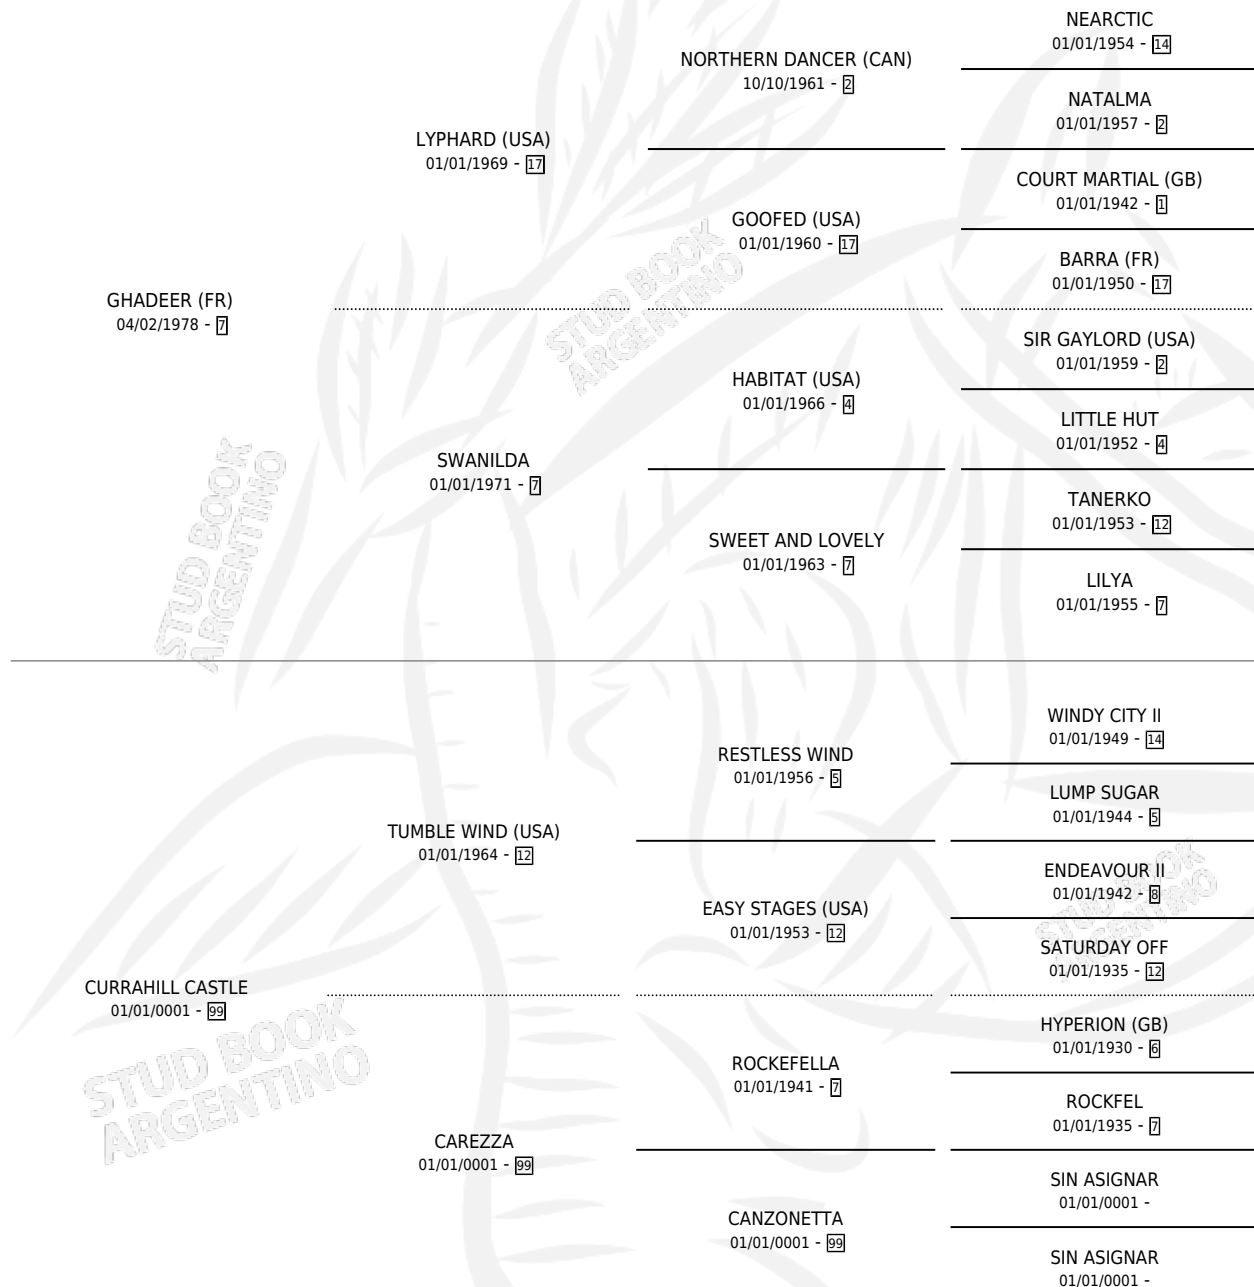 NEARCTIC
01/01/1954 - 14
NORTHERN DANCER (CAN)
10/10/1961 - 2
NATALMA
01/01/1957 - 2
LYPHARD (USA)
01/01/1969 - 17
COURT MARTIAL (GB)
01/01/1942 - 1
GOOFED (USA)
01/01/1960 - 17
BARRA (FR)
01/01/1950 - 17
GHADEER (FR)
04/02/1978 - 7
SIR GAYLORD (USA)
01/01/1959 - 2
HABITAT (USA)
01/01/1966 - 4
LITTLE HUT
01/01/1952 - 4
SWANILDA
01/01/1971 - 7
TANERKO
01/01/1953 - 12
SWEET AND LOVELY
01/01/1963 - 7
LILYA
01/01/1955 - 7
WINDY CITY II
01/01/1949 - 14
RESTLESS WIND
01/01/1956 - 5
LUMP SUGAR
01/01/1944 - 5
TUMBLE WIND (USA)
01/01/1964 - 12
ENDEAVOUR II
01/01/1942 - 8
EASY STAGES (USA)
01/01/1953 - 12
SATURDAY OFF
01/01/1935 - 12
CURRAHILL CASTLE
01/01/0001 - 99
HYPERION (GB)
01/01/1930 - 6
ROCKEFELLA
01/01/1941 - 7
ROCKFEL
01/01/1935 - 7
CAREZZA
01/01/0001 - 99
SIN ASIGNAR
01/01/0001 -
CANZONETTA
01/01/0001 - 99
SIN ASIGNAR
01/01/0001 -
STUD BOOK
ARGENTINO
STUD BOOK
ARGENTINO
STUD BOOK
ARGENTINO
STUD BOOK
ARGENTINO